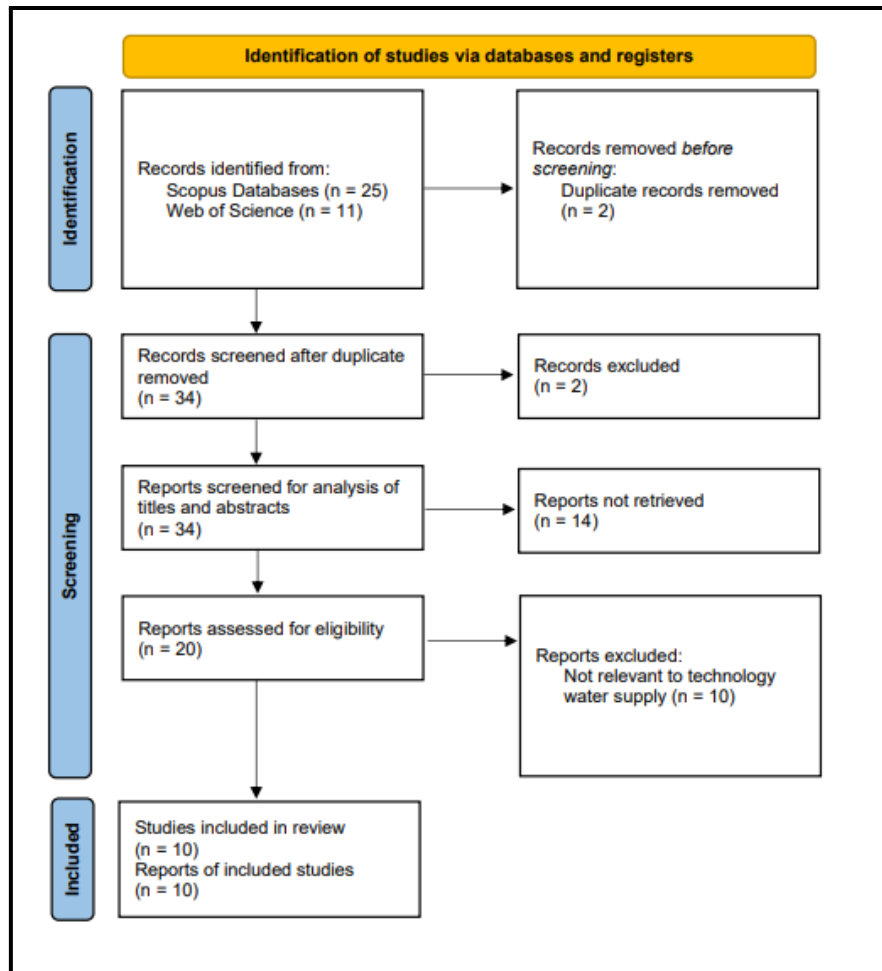 Identification of studies via databases and registers
Identification
Records identified from:
Scopus Databases (n = 25)
Web of Science (n = 11)
Records removed before
screening:
Duplicate records removed
(n = 2)
Screening
Records screened after duplicate
removed
(n = 34)
Records excluded
(n = 2)
Reports screened for analysis of
titles and abstracts
(n = 34)
Reports not retrieved
(n = 14)
Reports assessed for eligibility
(n = 20)
Reports excluded:
Not relevant to technology
water supply (n = 10)
Included
Studies included in review
(n = 10)
Reports of included studies
(n = 10)